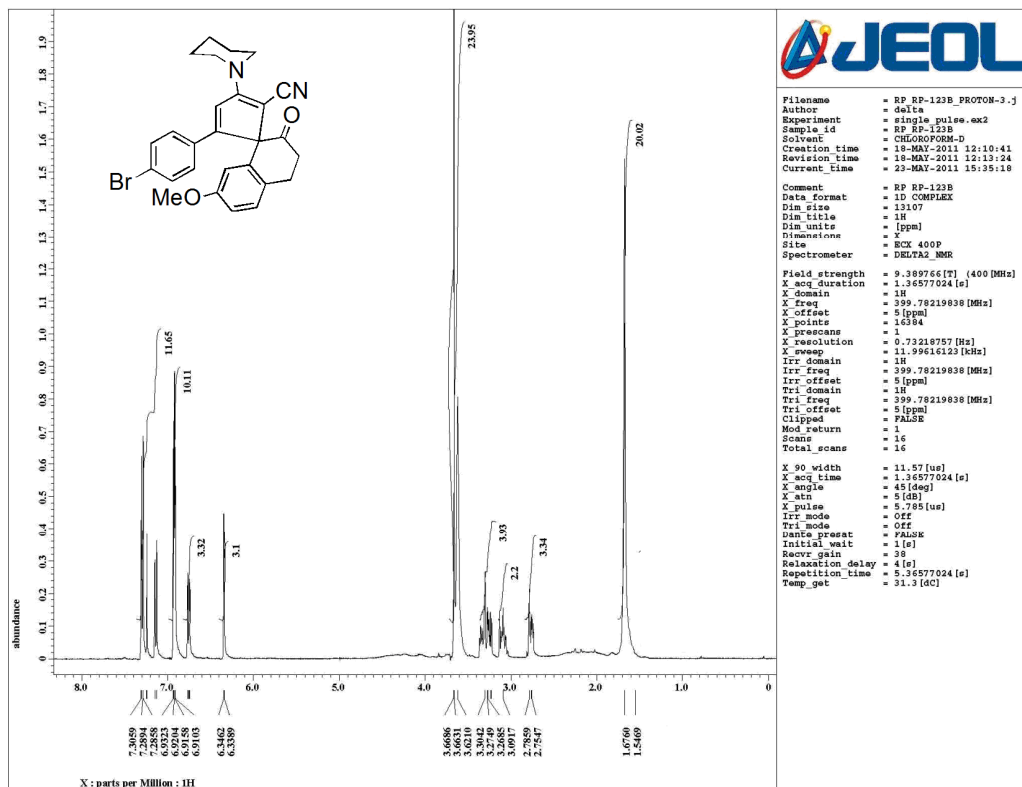 JEOL
N
CN
O
Br
MeO
1.9
1.8
1.7
1.6
1.5
1.4
1.3
1.2
1.1
1.0
0.9
0.8
0.7
0.6
0.5
0.4
0.3
0.2
0.1
0
abundance
11.65
10.11
3.32
3.1
23.95
3.93
2.2
3.34
20.02
8.0 7.0 6.0 5.0 4.0 3.0 2.0 1.0 0
7.3059
7.2894
7.2858
6.9323
6.9204
6.9158
6.9103
6.3462
6.3389
3.6686
3.6631
3.6210
3.3042
3.2749
3.2685
3.0917
2.7859
2.7547
1.6760
1.5469
X : parts per Million : 1H
Filename = RP_RP-123B_PROTON-3.j
Author = delta
Experiment = single_pulse.ex2
Sample_id = RP_RP-123B
Solvent = CHLOROFORM-D
Creation_time = 18-MAY-2011 12:10:41
Revision_time = 18-MAY-2011 12:13:24
Current_time = 23-MAY-2011 15:35:18
Comment = RP RP-123B
Data_format = 1D COMPLEX
Dim_size = 13107
Dim_title = 1H
Dim_units = [ppm]
Dimensions = X
Site = ECX 400P
Spectrometer = DELTA2_NMR
Field_strength = 9.389766[T] (400[MHz]
X_acq_duration = 1.36577024[s]
X_domain = 1H
X_freq = 399.78219838[MHz]
X_offset = 5[ppm]
X_points = 16384
X_prescans = 1
X_resolution = 0.73218757[Hz]
X_sweep = 11.99616123[kHz]
Irr_domain = 1H
Irr_freq = 399.78219838[MHz]
Irr_offset = 5[ppm]
Tri_domain = 1H
Tri_freq = 399.78219838[MHz]
Tri_offset = 5[ppm]
Clipped = FALSE
Mod_return = 1
Scans = 16
Total_scans = 16
X_90_width = 11.57[us]
X_acq_time = 1.36577024[s]
X_angle = 45[deg]
X_atn = 5[dB]
X_pulse = 5.785[us]
Irr_mode = Off
Tri_mode = Off
Dante_presat = FALSE
Initial_wait = 1[s]
Recvr_gain = 38
Relaxation_delay = 4[s]
Repetition_time = 5.36577024[s]
Temp_get = 31.3[dC]